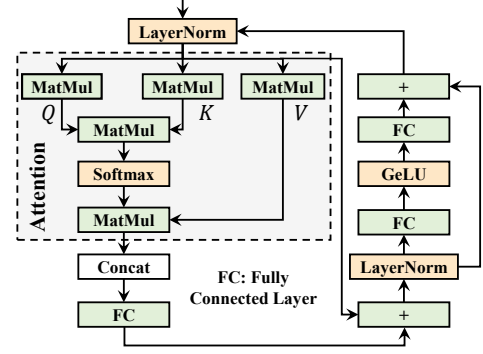 LayerNorm
MatMul
MatMul
MatMul
Q
K
V
MatMul
Softmax
MatMul
Attention
Concat
FC
FC: Fully
Connected Layer
+
FC
GeLU
FC
LayerNorm
+